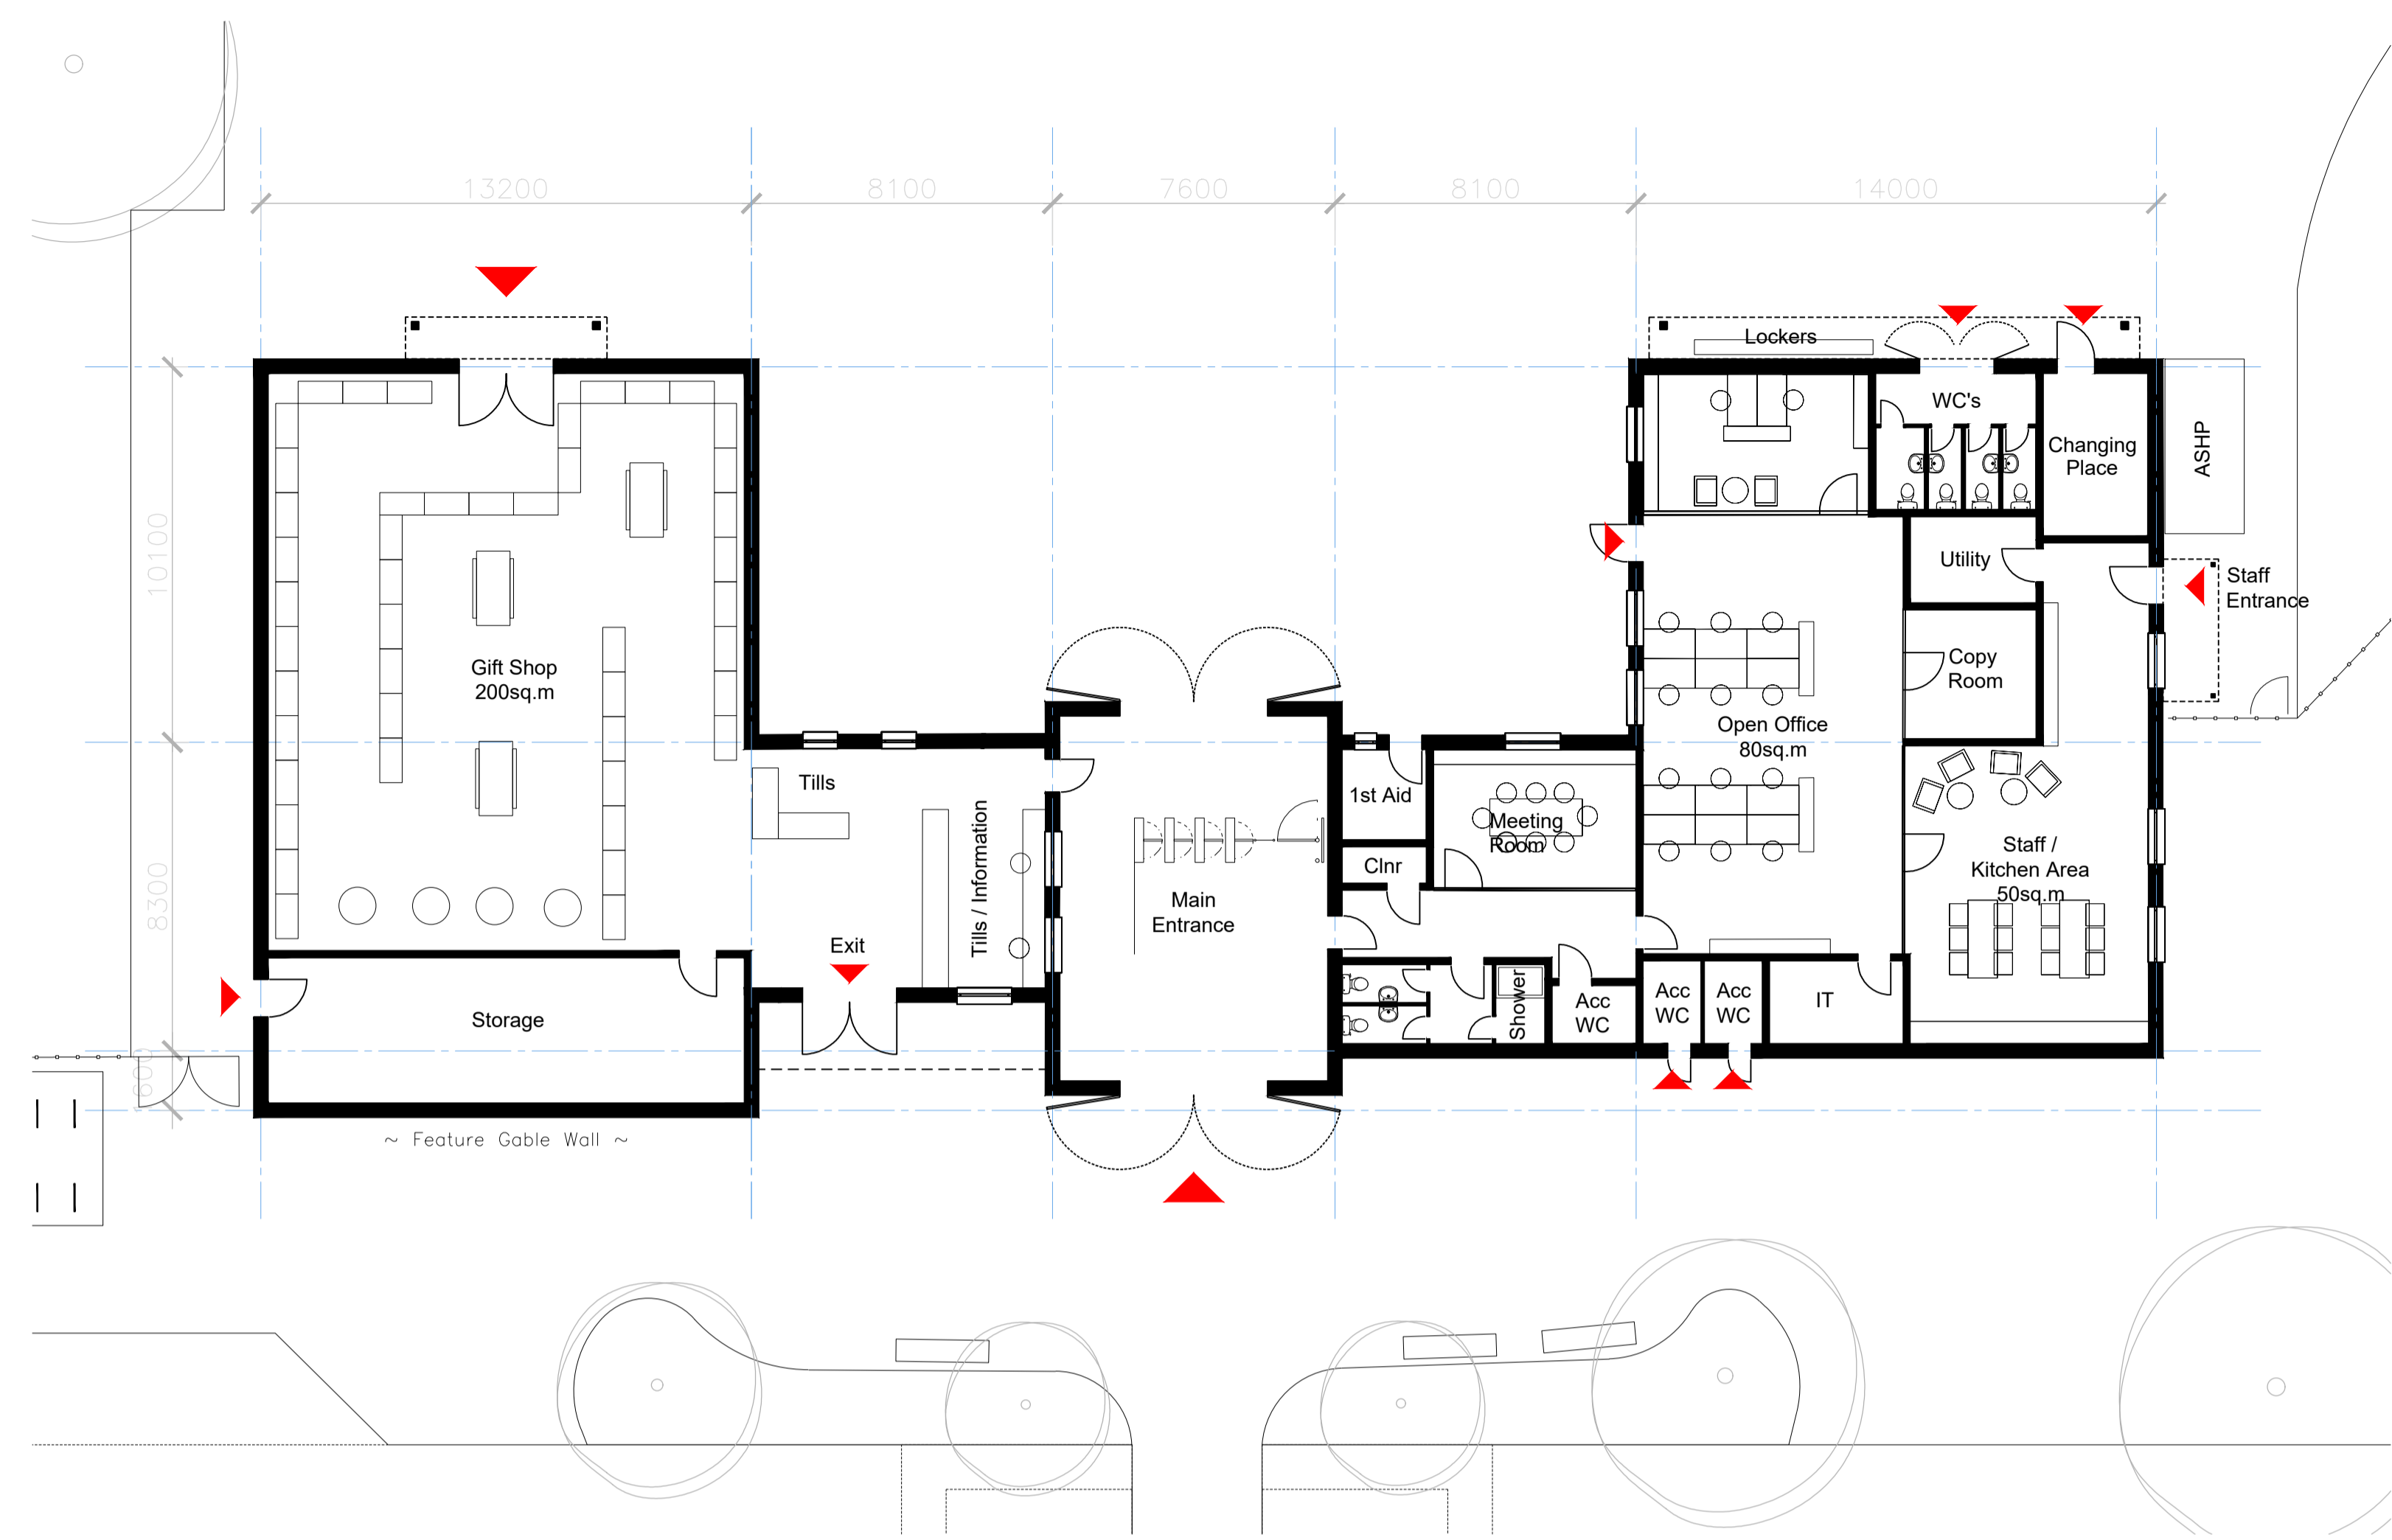 13200
8100
7600
8100
14000
Lockers
WC's
Changing
Place
ASHP
10100
Utility
Staff
Entrance
Gift Shop
200sq.m
Copy
Room
Open Office
80sq.m
Tills
1st Aid
Tills / Information
Meeting
Room
Staff /
Kitchen Area
50sq.m
Clnr
8300
Main
Entrance
Exit
Shower
Acc
WC
Acc
WC
Acc
WC
IT
Storage
~ Feature Gable Wall ~